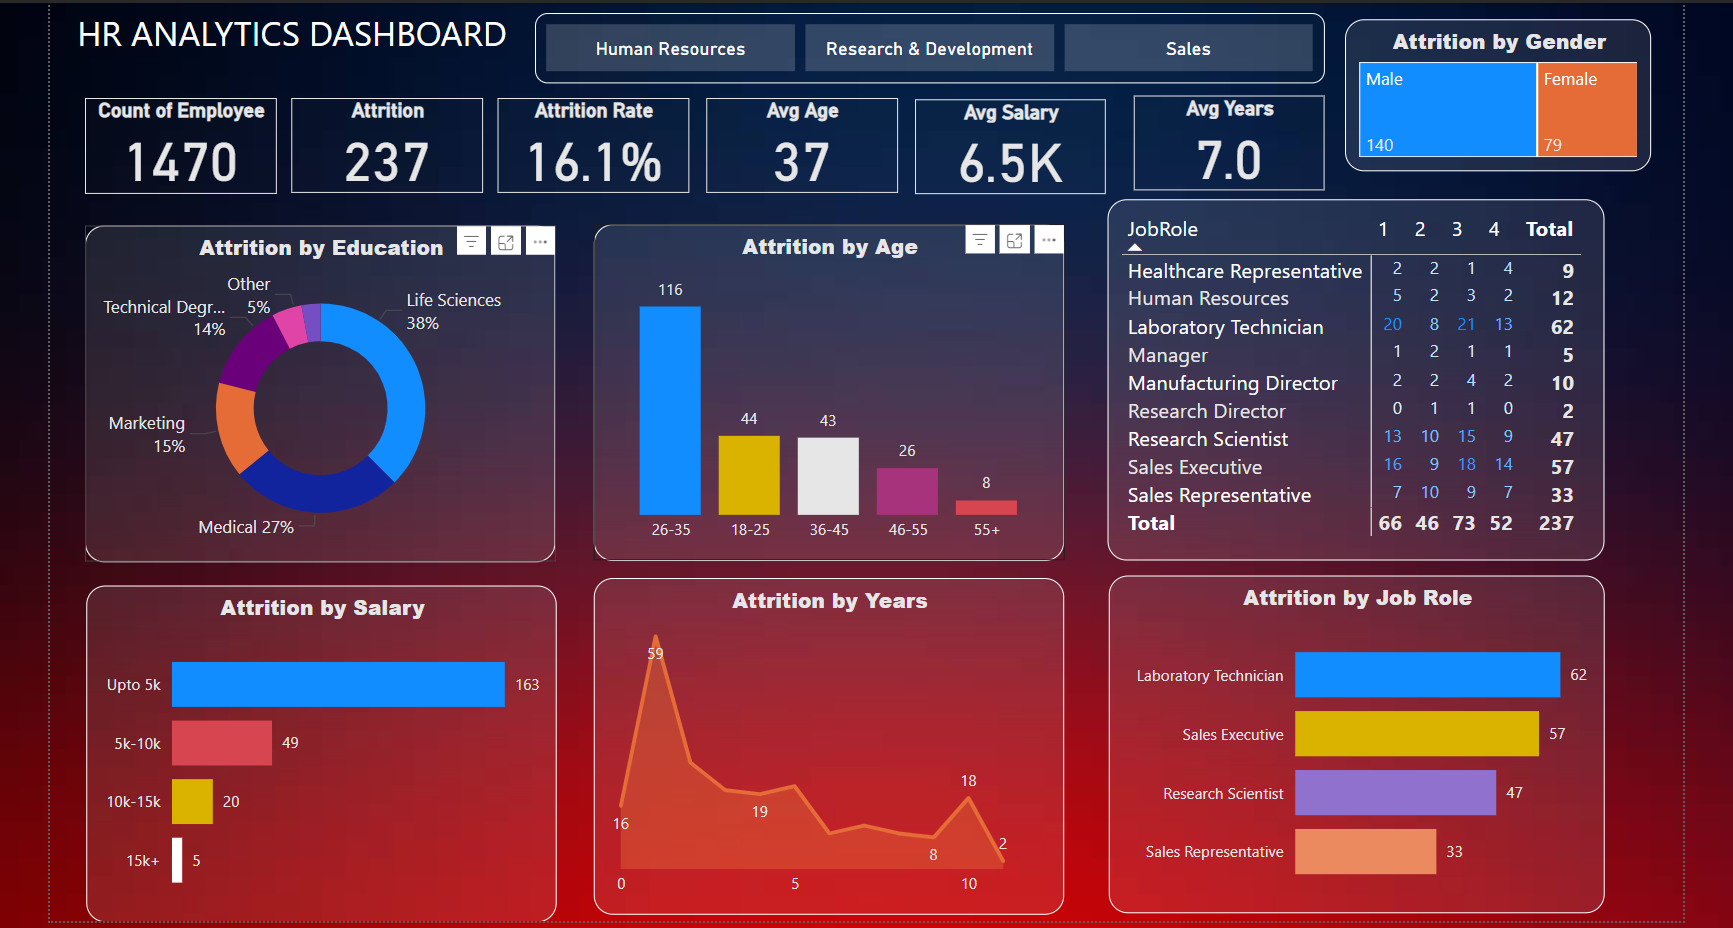 HR ANALYTICS DASHBOARD
Human Resources
Research & Development
Sales
Attrition by Gender
Male
Female
140
79
Count of Employee
1470
Attrition
237
Attrition Rate
16.1%
Avg Age
37
Avg Salary
6.5K
Avg Years
7.0
Attrition by Education
Other
5%
Technical Degr...
14%
Life Sciences
38%
Marketing
15%
Medical 27%
Attrition by Age
116
44
43
26
8
26-35 18-25 36-45 46-55 55+
JobRole 1 2 3 4 Total
Healthcare Representative 2 2 1 4 9
Human Resources 5 2 3 2 12
Laboratory Technician 20 8 21 13 62
Manager 1 2 1 1 5
Manufacturing Director 2 2 4 2 10
Research Director 0 1 1 0 2
Research Scientist 13 10 15 9 47
Sales Executive 16 9 18 14 57
Sales Representative 7 10 9 7 33
Total 66 46 73 52 237
Attrition by Salary
Upto 5k 163
5k-10k 49
10k-15k 20
15k+ 5
Attrition by Years
59
18
19
16
2
8
0 5 10
Attrition by Job Role
Laboratory Technician 62
Sales Executive 57
Research Scientist 47
Sales Representative 33